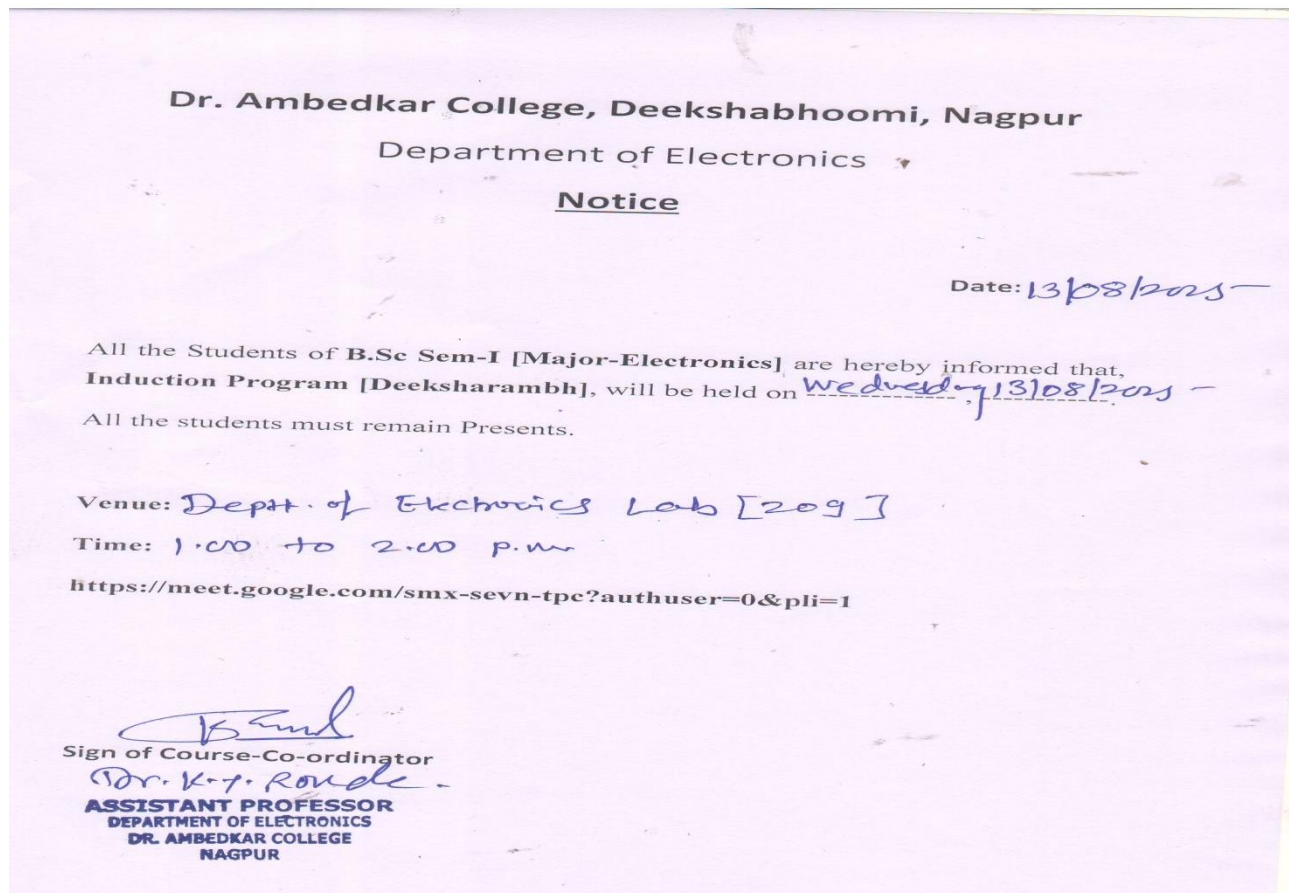 Dr. Ambedkar College, Deekshabhoomi, Nagpur
Department of Electronics
Notice
Date: 13/08/2025
All the Students of B.Sc Sem-I [Major-Electronics] are hereby informed that,
Induction Program [Deeksharambh], will be held on Wednesday, 13/08/2025.
All the students must remain Presents.
Venue: Deptt. of Electronics Lab [209]
Time: 1.00 to 2.00 p.m.
https://meet.google.com/smx-sevn-tpc?authuser=0&pli=1
Sign of Course-Co-ordinator
Dr. K.Y. Ronde.
ASSISTANT PROFESSOR
DEPARTMENT OF ELECTRONICS
DR. AMBEDKAR COLLEGE
NAGPUR